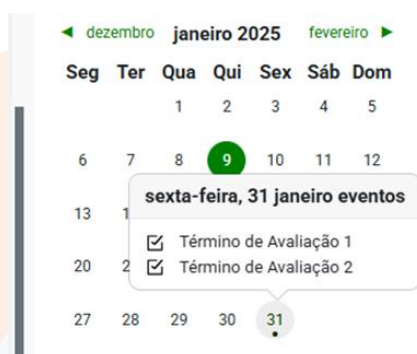 ◄ dezembro janeiro 2025 fevereiro ►
Seg Ter Qua Qui Sex Sáb Dom
1 2 3 4 5
6 7 8 9 10 11 12
sexta-feira, 31 janeiro eventos
13
Término de Avaliação 1
20
Término de Avaliação 2
27 28 29 30 31